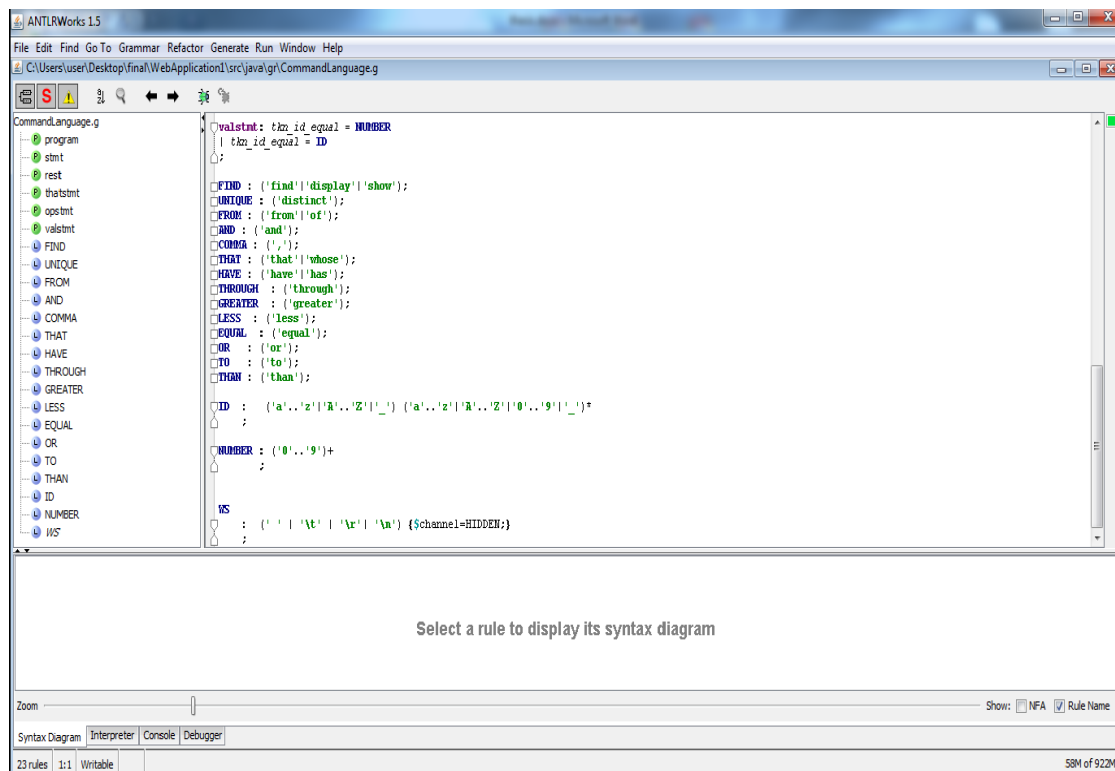 ANTLRWorks 1.5
File Edit Find Go To Grammar Refactor Generate Run Window Help
C:\Users\user\Desktop\final\WebApplication1\src\java\gr\CommandLanguage.g
S
CommandLanguage.g
P program
P stmt
P rest
P thatstmt
P opstmt
P valstmt
L FIND
L UNIQUE
L FROM
L AND
L COMMA
L THAT
L HAVE
L THROUGH
L GREATER
L LESS
L EQUAL
L OR
L TO
L THAN
L ID
L NUMBER
L WS
valstmt: tkn_id_equal = NUMBER
| tkn_id_equal = ID
;
FIND : ('find'|'display'|'show');
UNIQUE : ('distinct');
FROM : ('from'|'of');
AND : ('and');
COMMA : (',');
THAT : ('that'|'whose');
HAVE : ('have'|'has');
THROUGH : ('through');
GREATER : ('greater');
LESS : ('less');
EQUAL : ('equal');
OR : ('or');
TO : ('to');
THAN : ('than');
ID : ('a'..'z'|'A'..'Z'|'_') ('a'..'z'|'A'..'Z'|'0'..'9'|'_')*
;
NUMBER : ('0'..'9')+
;
WS
: (' ' | '\t' | '\r'| '\n') {$channel=HIDDEN;}
;
Select a rule to display its syntax diagram
Zoom
Show: NFA Rule Name
Syntax Diagram Interpreter Console Debugger
23 rules 1:1 Writable
58M of 922M